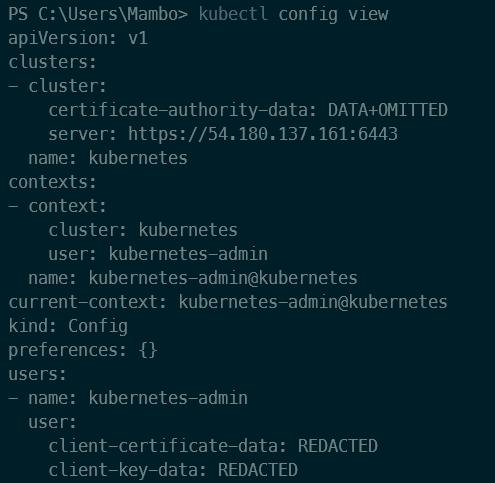 PS C:\Users\Mambo> kubectl config view
apiVersion: v1
clusters:
- cluster:
    certificate-authority-data: DATA+OMITTED
    server: https://54.180.137.161:6443
  name: kubernetes
contexts:
- context:
    cluster: kubernetes
    user: kubernetes-admin
  name: kubernetes-admin@kubernetes
current-context: kubernetes-admin@kubernetes
kind: Config
preferences: {}
users:
- name: kubernetes-admin
  user:
    client-certificate-data: REDACTED
    client-key-data: REDACTED